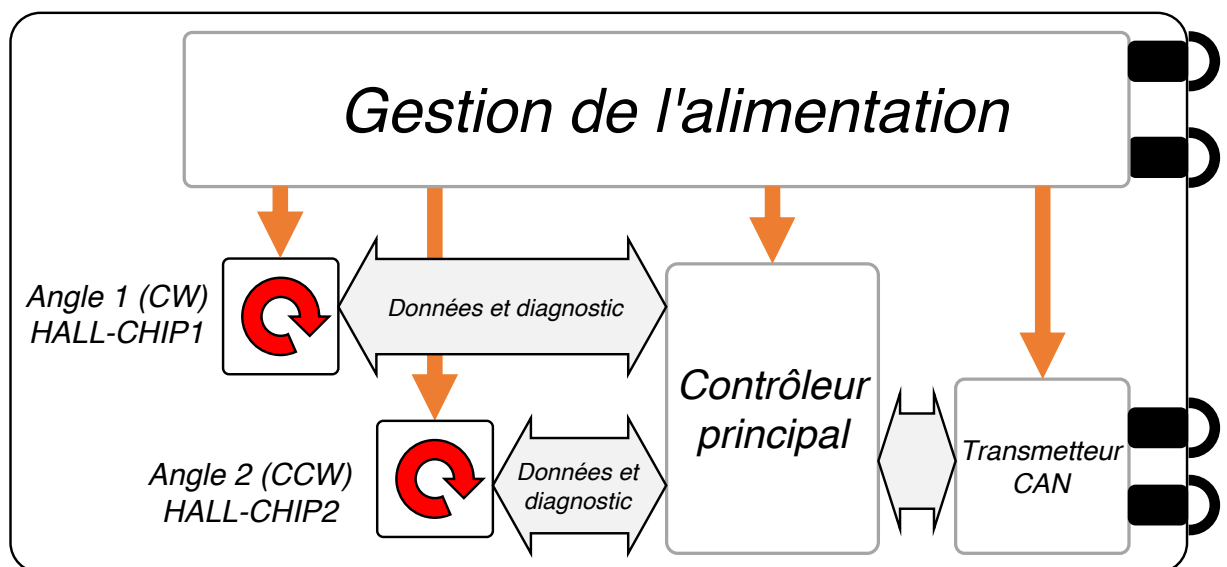 Gestion de l'alimentation
Angle 1 (CW)
HALL-CHIP1
Données et diagnostic
Contrôleur
principal
Angle 2 (CCW)
HALL-CHIP2
Données et
diagnostic
Transmetteur
CAN